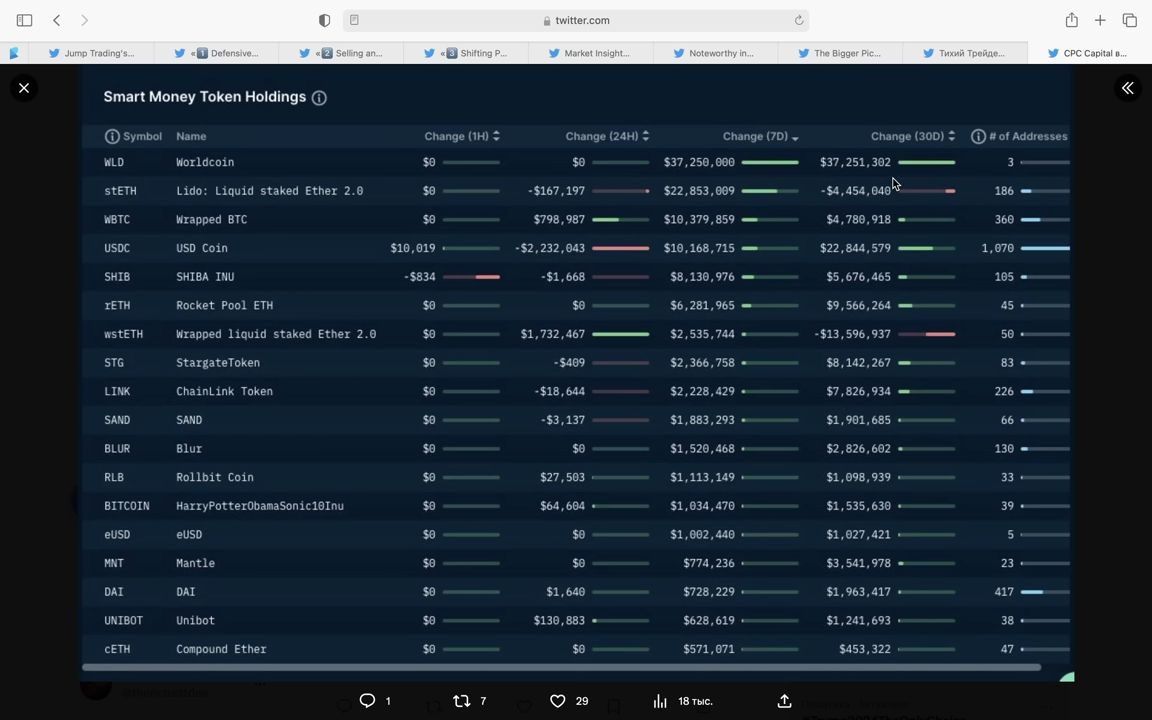 twitter.com
Jump Trading's...
«1️⃣ Defensive...
«2️⃣ Selling an...
«3️⃣ Shifting P...
Market Insight...
Noteworthy in...
The Bigger Pic...
Тихий Трейде...
CPC Capital в...
Smart Money Token Holdings
Symbol Name Change (1H) Change (24H) Change (7D) Change (30D) # of Addresses
WLD Worldcoin $0 $0 $37,250,000 $37,251,302 3
stETH Lido: Liquid staked Ether 2.0 $0 -$167,197 $22,853,009 -$4,454,040 186
WBTC Wrapped BTC $0 $798,987 $10,379,859 $4,780,918 360
USDC USD Coin $10,019 -$2,232,043 $10,168,715 $22,844,579 1,070
SHIB SHIBA INU -$834 -$1,668 $8,130,976 $5,676,465 105
rETH Rocket Pool ETH $0 $0 $6,281,965 $9,566,264 45
wstETH Wrapped liquid staked Ether 2.0 $0 $1,732,467 $2,535,744 -$13,596,937 50
STG StargateToken $0 -$409 $2,366,758 $8,142,267 83
LINK ChainLink Token $0 -$18,644 $2,228,429 $7,826,934 226
SAND SAND $0 -$3,137 $1,883,293 $1,901,685 66
BLUR Blur $0 $0 $1,520,468 $2,826,602 130
RLB Rollbit Coin $0 $27,503 $1,113,149 $1,098,939 33
BITCOIN HarryPotterObamaSonic10Inu $0 $64,604 $1,034,470 $1,535,630 39
eUSD eUSD $0 $0 $1,002,440 $1,027,421 5
MNT Mantle $0 $0 $774,236 $3,541,978 23
DAI DAI $0 $1,640 $728,229 $1,963,417 417
UNIBOT Unibot $0 $130,883 $628,619 $1,241,693 38
cETH Compound Ether $0 $0 $571,071 $453,322 47
1 7 29 18 тыс.